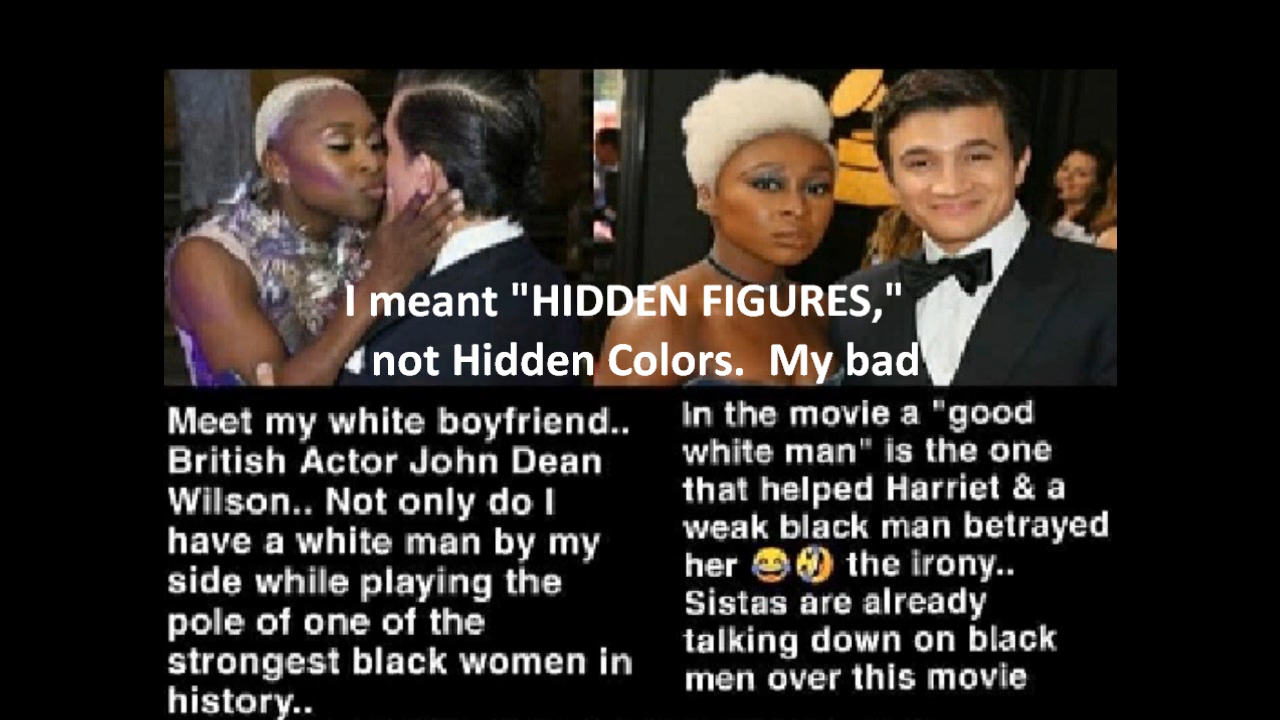 I meant "HIDDEN FIGURES,"
not Hidden Colors.  My bad
Meet my white boyfriend..
British Actor John Dean
Wilson.. Not only do I
have a white man by my
side while playing the
pole of one of the
strongest black women in
history..
In the movie a "good
white man" is the one
that helped Harriet & a
weak black man betrayed
her 😂🤣 the irony..
Sistas are already
talking down on black
men over this movie